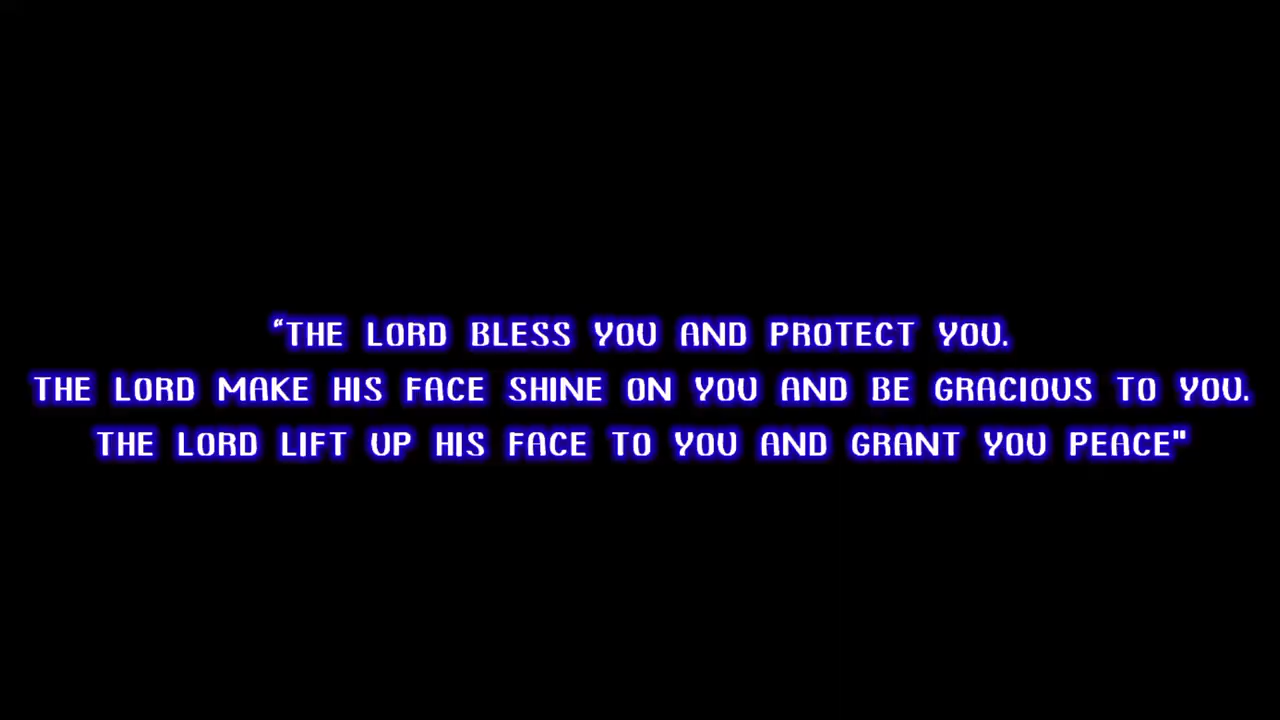 “THE LORD BLESS YOU AND PROTECT YOU.
THE LORD MAKE HIS FACE SHINE ON YOU AND BE GRACIOUS TO YOU.
THE LORD LIFT UP HIS FACE TO YOU AND GRANT YOU PEACE"